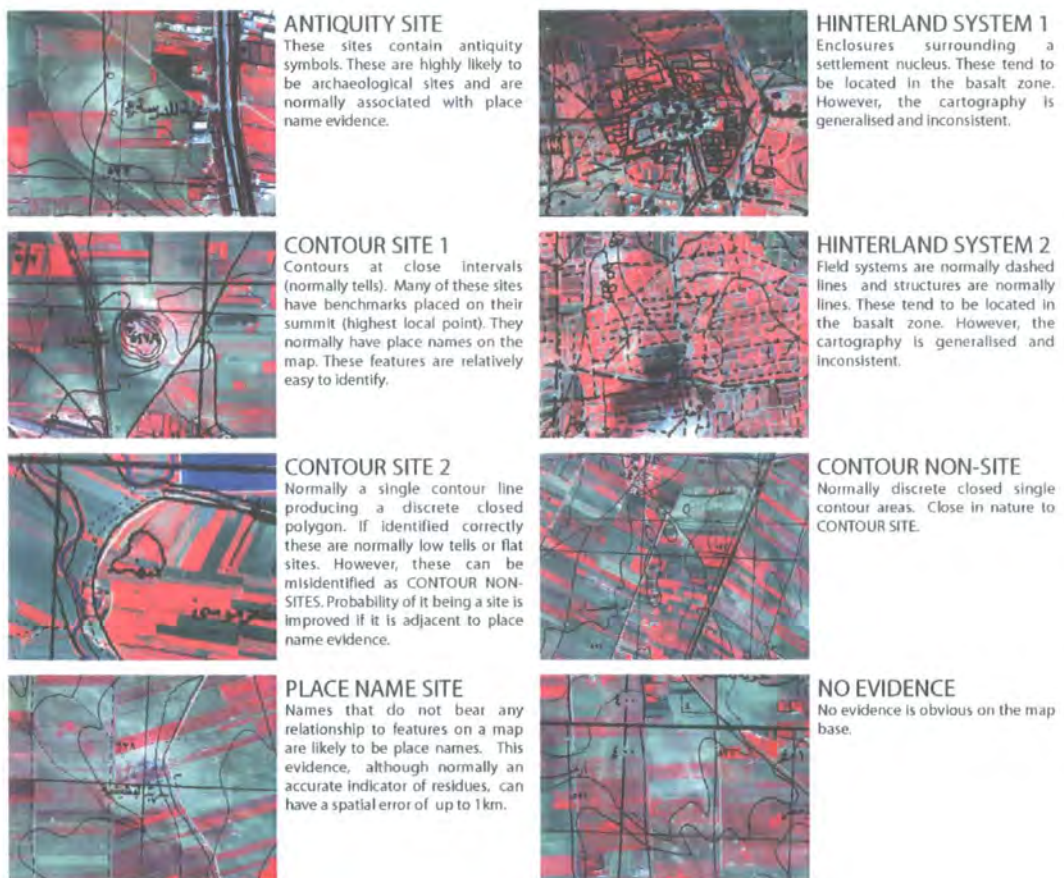 ANTIQUITY SITE
These sites contain antiquity
symbols. These are highly likely to
be archaeological sites and are
normally associated with place
name evidence.
HINTERLAND SYSTEM 1
Enclosures surrounding a
settlement nucleus. These tend to
be located in the basalt zone.
However, the cartography is
generalised and inconsistent.
CONTOUR SITE 1
Contours at close intervals
(normally tells). Many of these sites
have benchmarks placed on their
summit (highest local point). They
normally have place names on the
map. These features are relatively
easy to identify.
HINTERLAND SYSTEM 2
Field systems are normally dashed
lines and structures are normally
lines. These tend to be located in
the basalt zone. However, the
cartography is generalised and
inconsistent.
CONTOUR SITE 2
Normally a single contour line
producing a discrete closed
polygon. If identified correctly
these are normally low tells or flat
sites. However, these can be
misidentified as CONTOUR NON-
SITES. Probability of it being a site is
improved if it is adjacent to place
name evidence.
CONTOUR NON-SITE
Normally discrete closed single
contour areas. Close in nature to
CONTOUR SITE.
PLACE NAME SITE
Names that do not bear any
relationship to features on a map
are likely to be place names. This
evidence, although normally an
accurate indicator of residues, can
have a spatial error of up to 1km.
NO EVIDENCE
No evidence is obvious on the map
base.